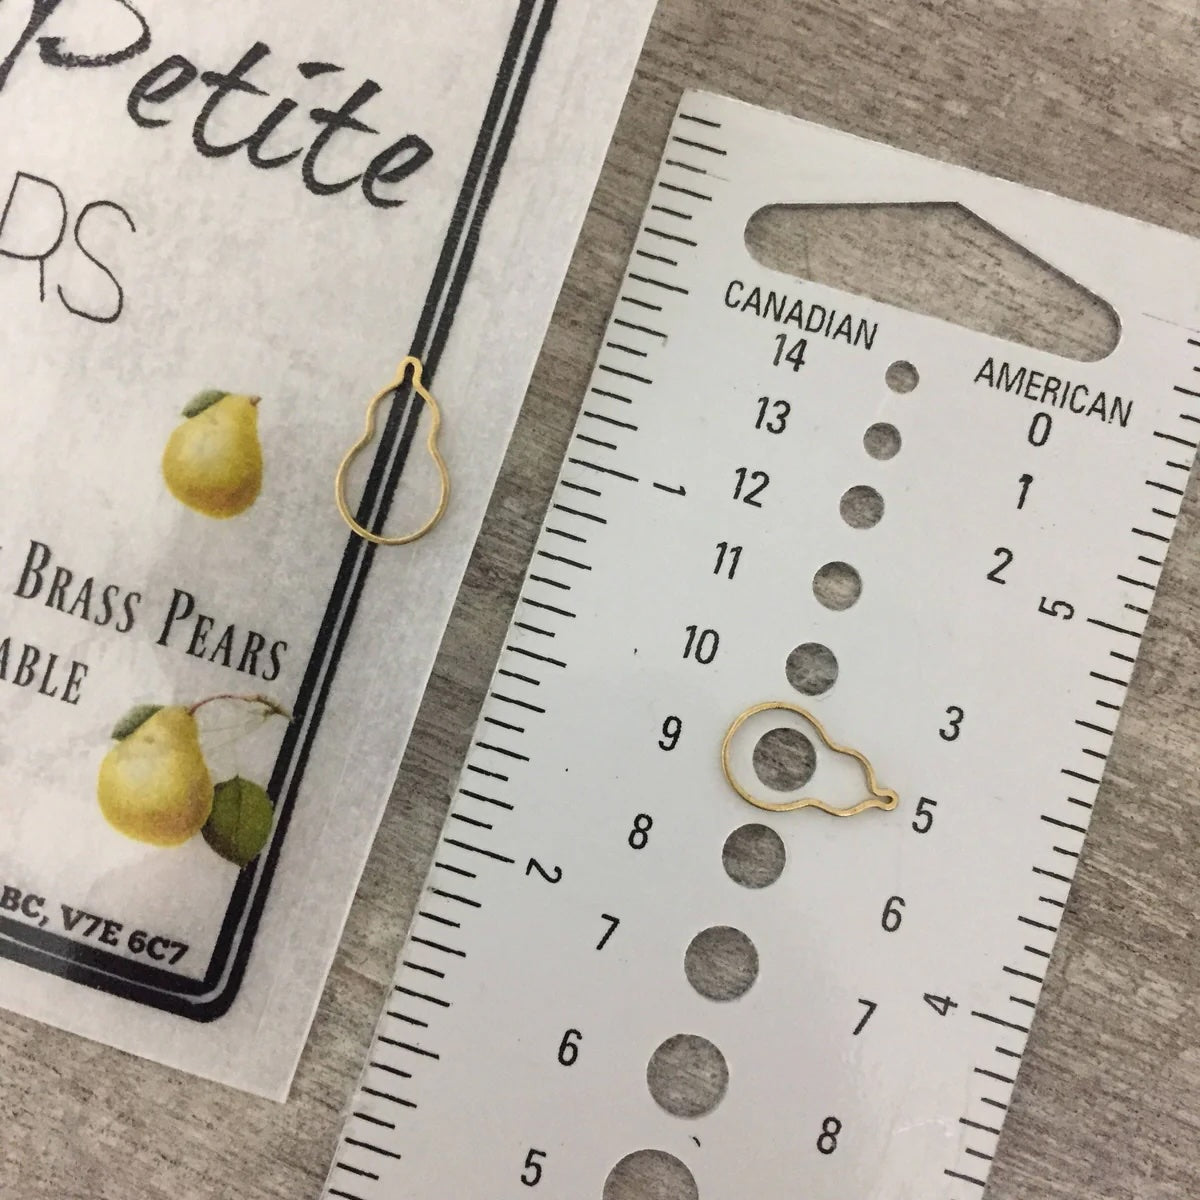 Petite
RS
BRASS PEARS
ABLE
BC, V7E 6C7
CANADIAN AMERICAN
14 0
13 1
12 2
11
10 3
9 5
8 6
7 7
6 8
5
1
2
5
4